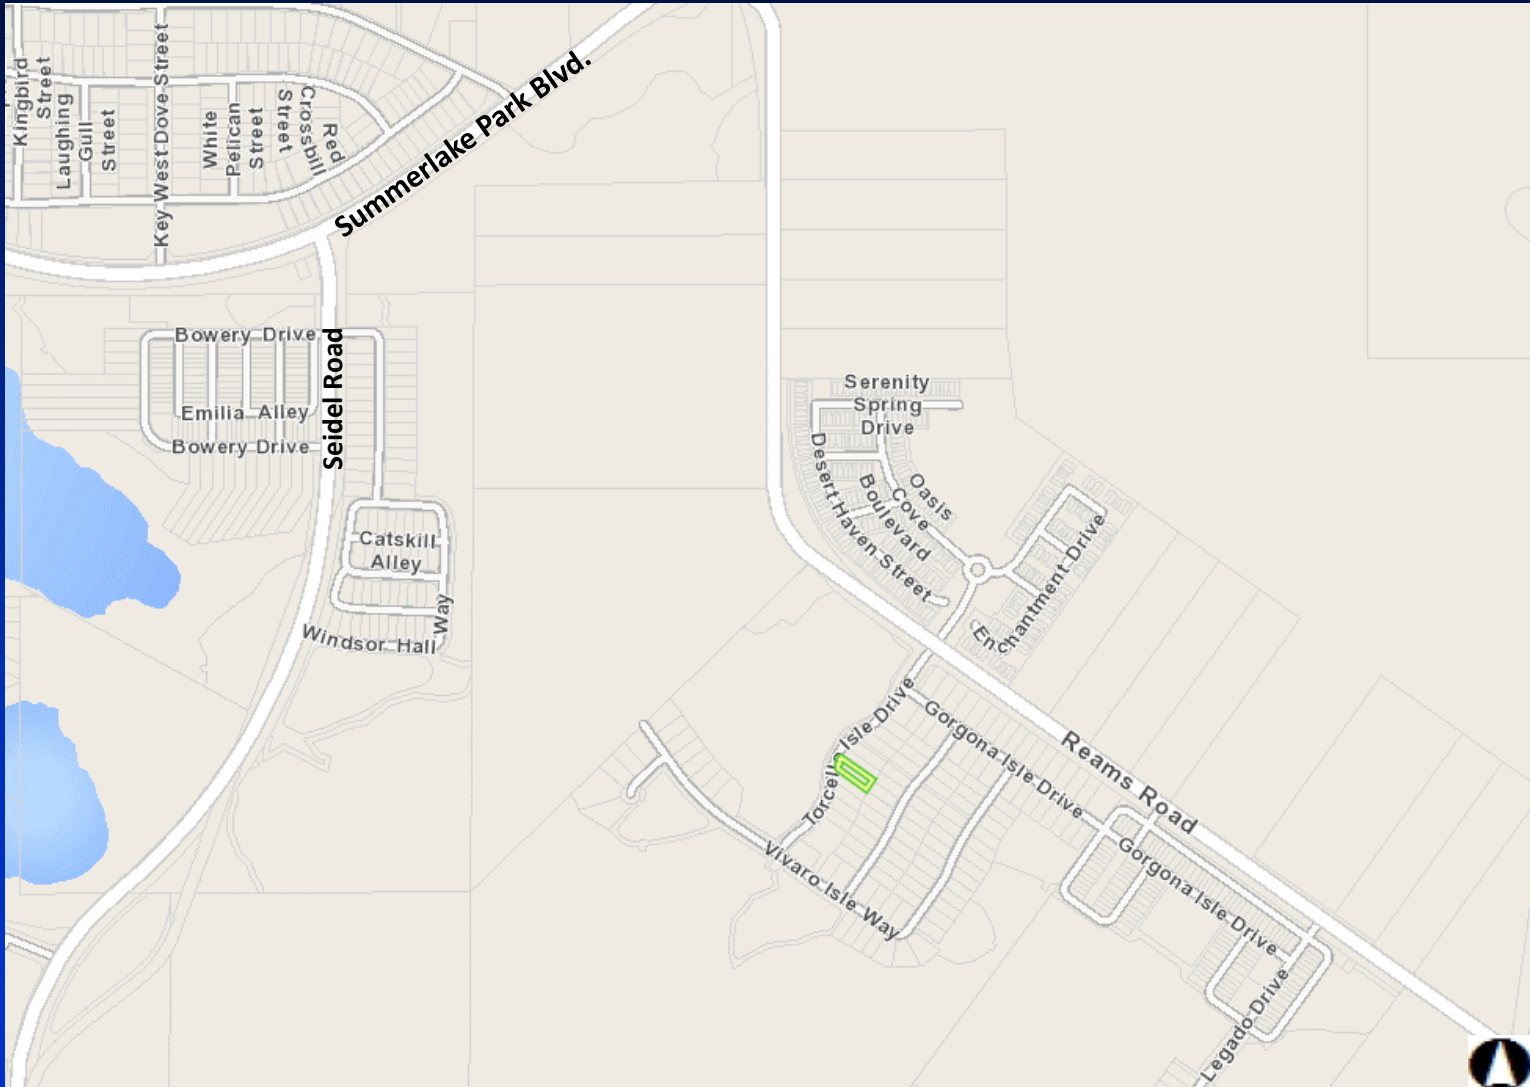 Kingbird
Street
Laughing
Gull
Street
Key West Dove Street
White
Pelican
Street
Red
Crossbill
Street
Summerlake Park Blvd.
Bowery Drive
Emilia Alley
Bowery Drive
Seidel Road
Catskill
Alley
Windsor Hall
Way
Serenity
Spring
Drive
Desert Haven Street
Oasis
Cove
Boulevard
Enchantment Drive
Isle Drive
Gorgona Isle Drive
Reams Road
Vivaro Isle Way
Gorgona Isle Drive
Legado Drive